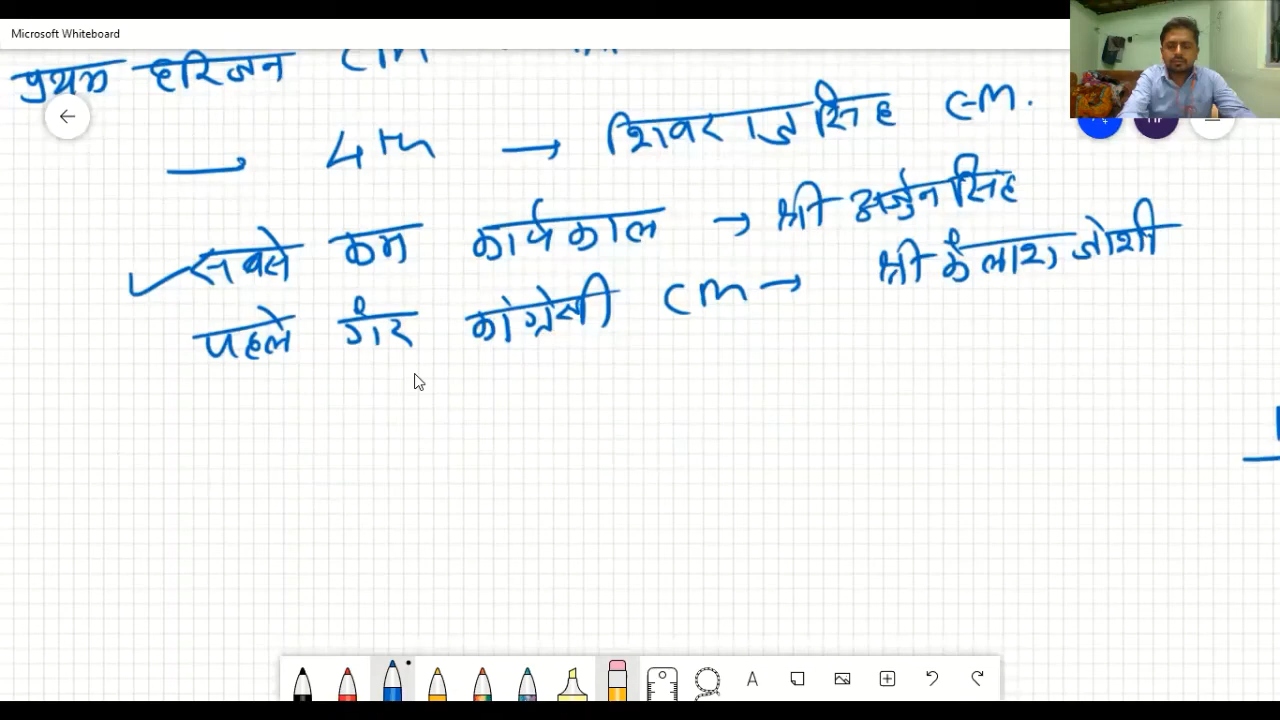 Microsoft Whiteboard
प्रथम हरिजन CM
— 4th → शिवराज सिंह CM.
सबसे कम कार्यकाल → श्री अर्जुन सिंह
पहले गैर कांग्रेसी CM → श्री कैलाश जोशी